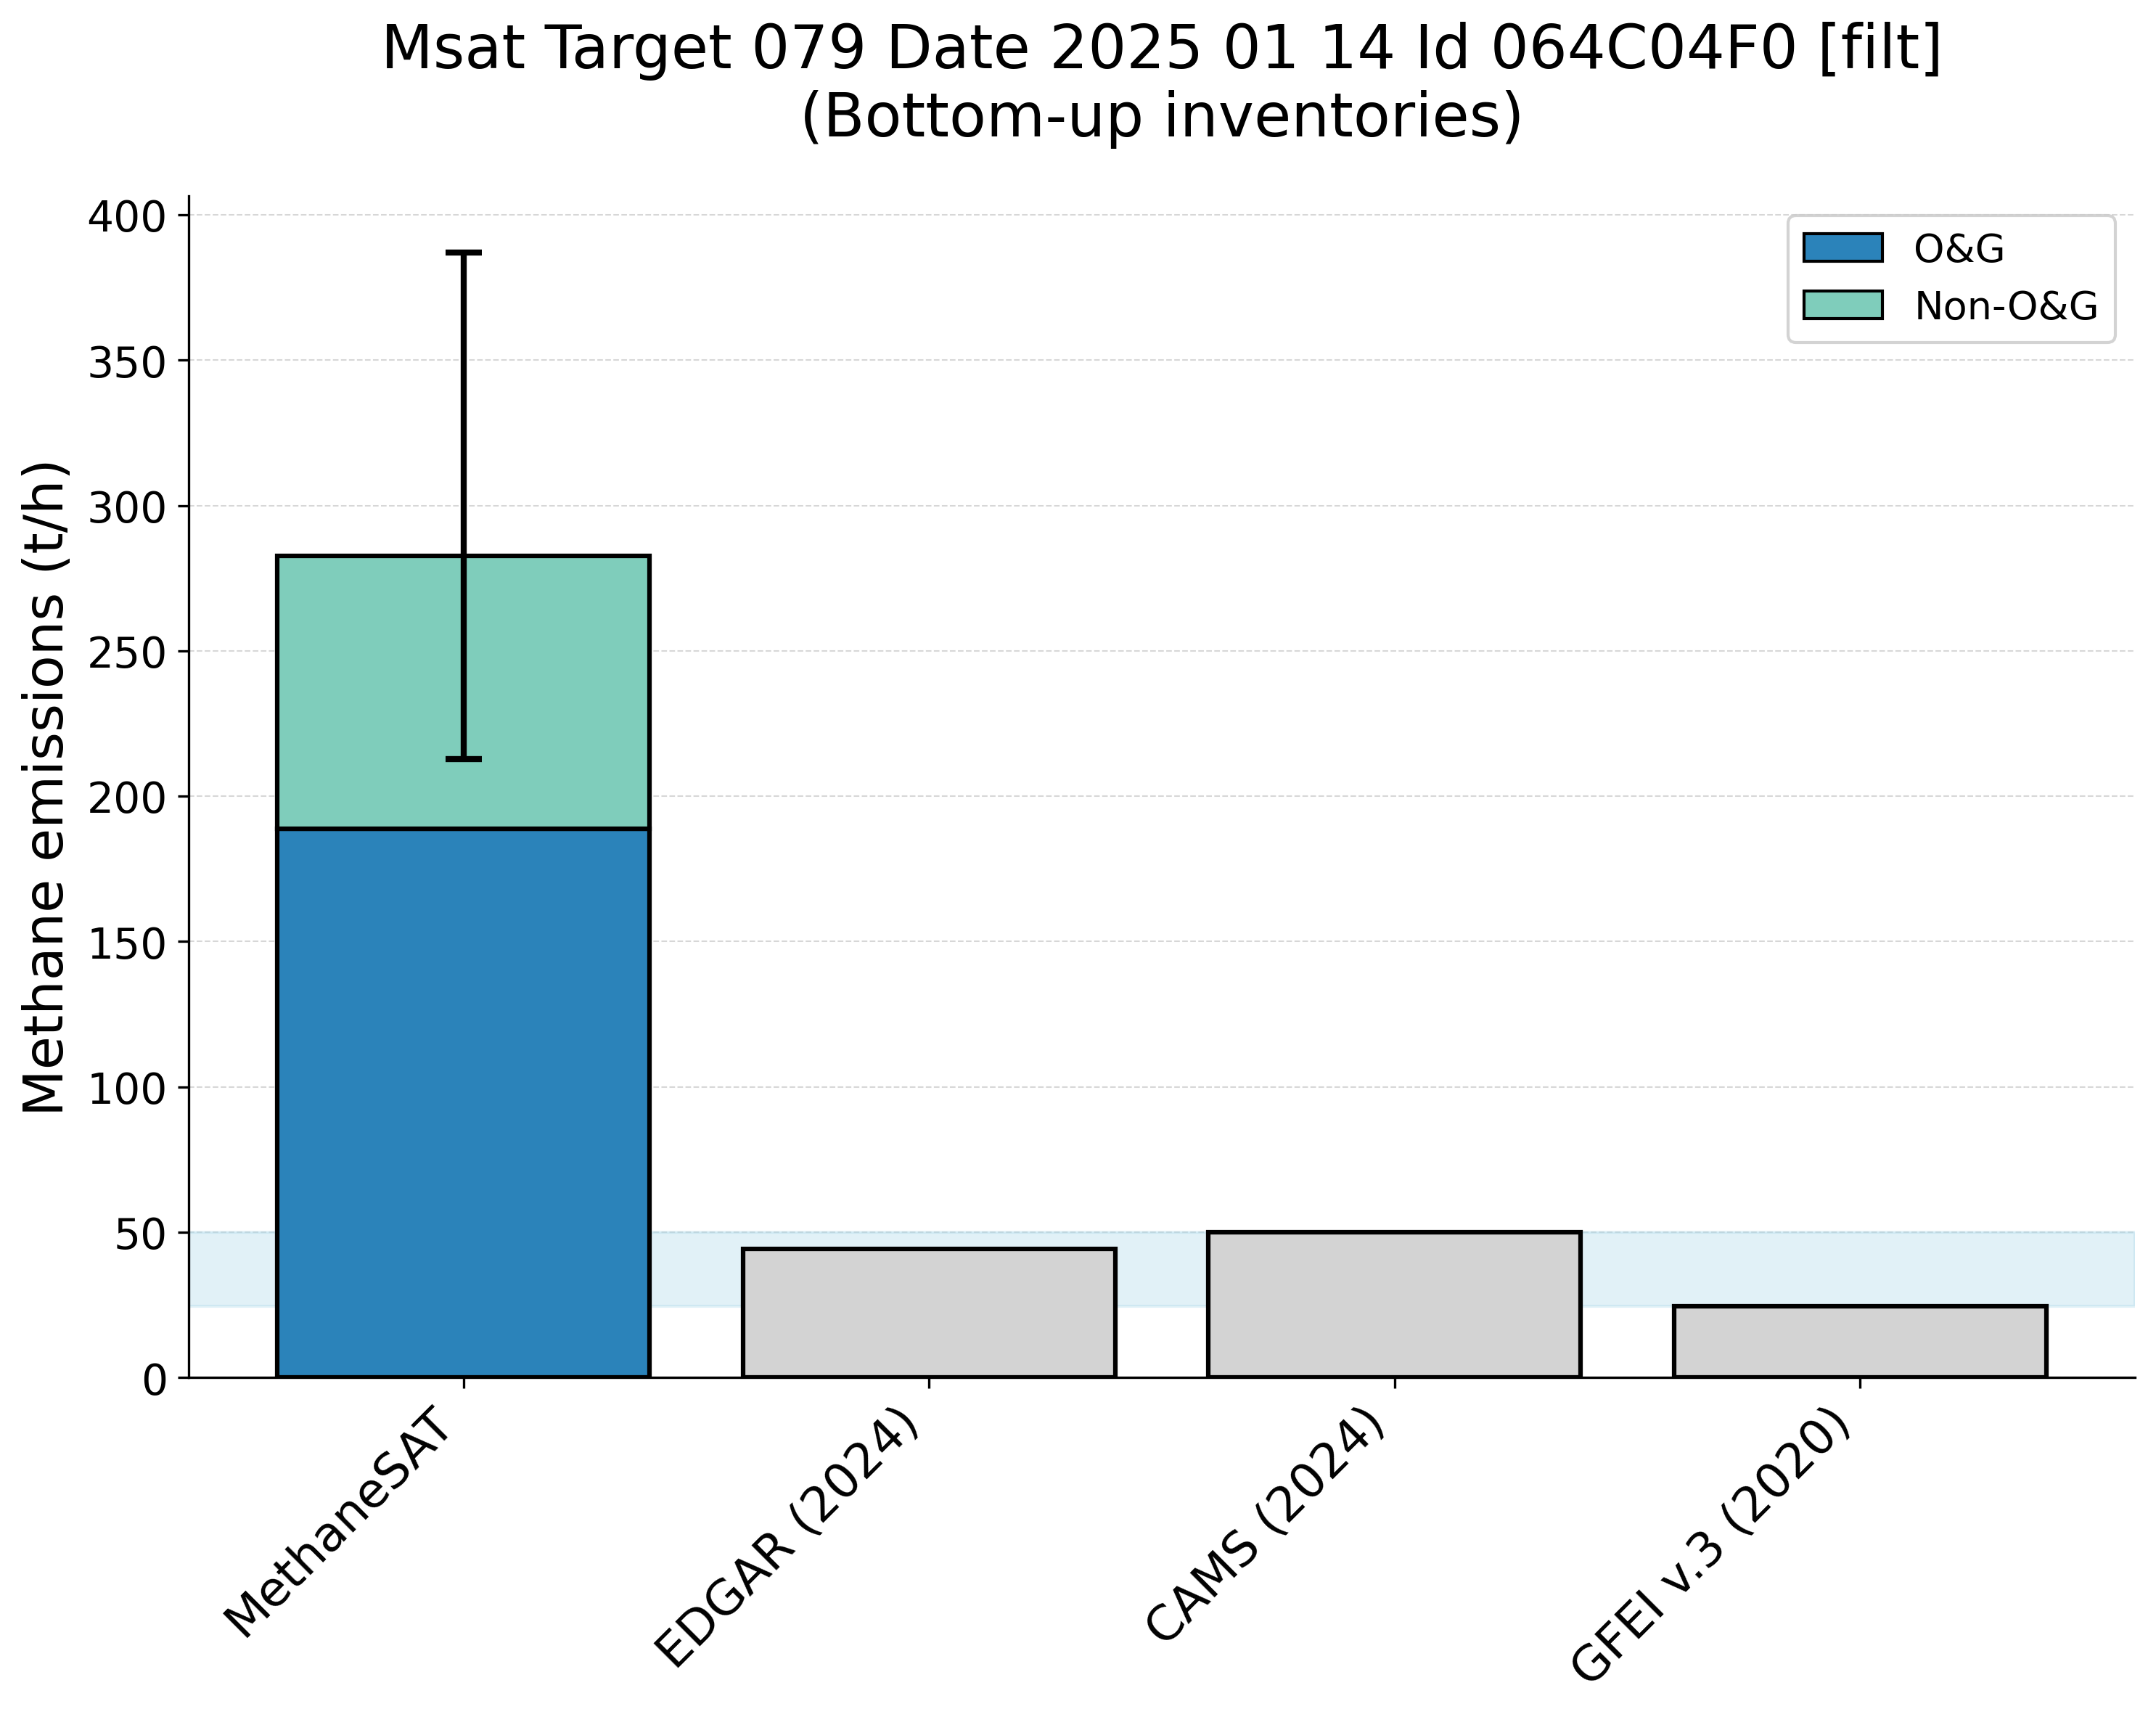 Msat Target 079 Date 2025 01 14 Id 064C04F0 [filt]
(Bottom-up inventories)
Methane emissions (t/h)
400
350
300
250
200
150
100
50
0
O&G
Non-O&G
MethaneSAT
EDGAR (2024)
CAMS (2024)
GFEI v.3 (2020)